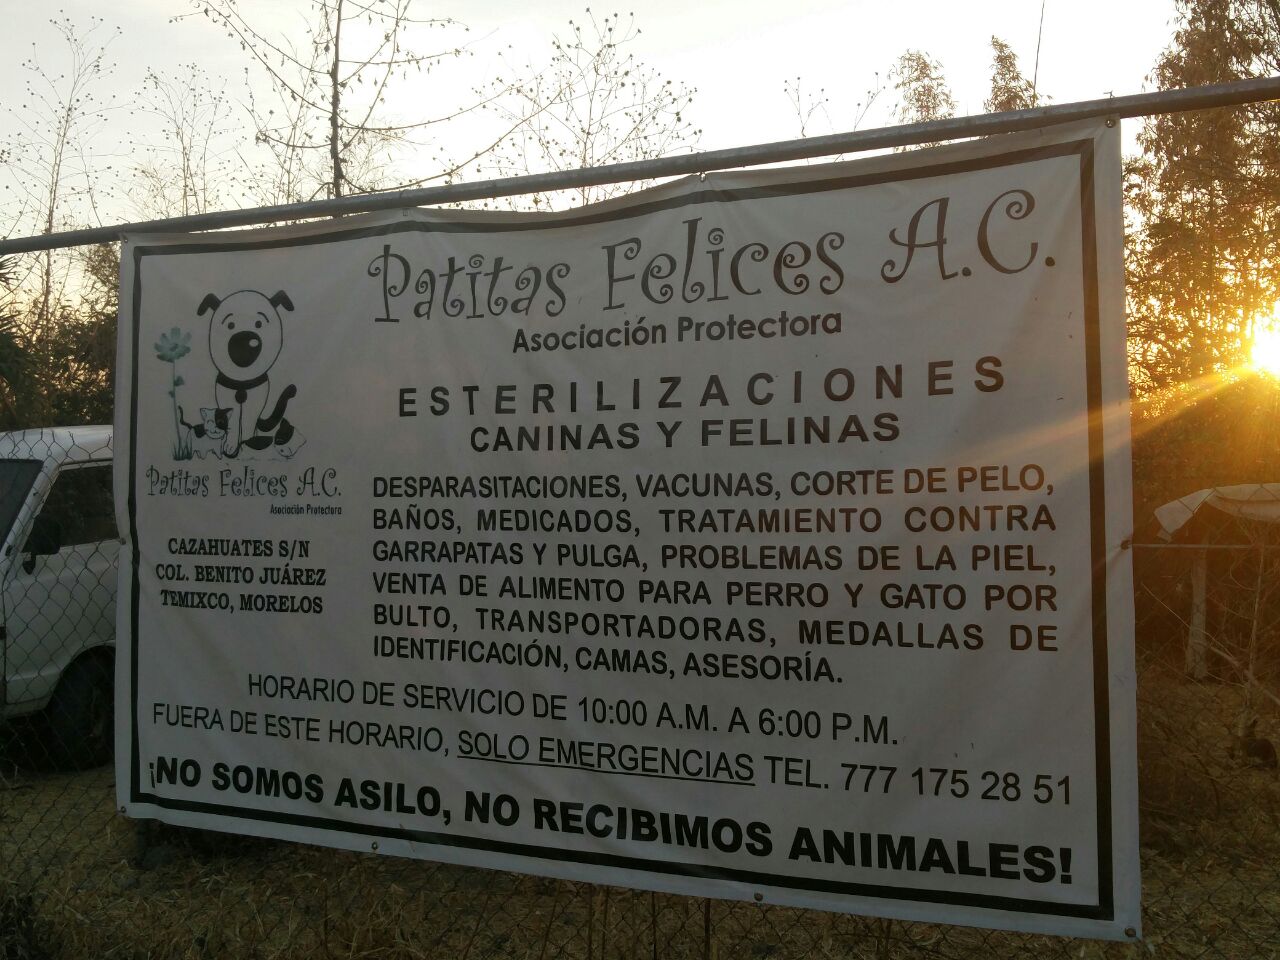 Patitas Felices A.C.
Asociación Protectora
Patitas Felices A.C.
Asociación Protectora
CAZAHUATES S/N
COL. BENITO JUÁREZ
TEMIXCO, MORELOS
ESTERILIZACIONES
CANINAS Y FELINAS
DESPARASITACIONES, VACUNAS, CORTE DE PELO,
BAÑOS, MEDICADOS, TRATAMIENTO CONTRA
GARRAPATAS Y PULGA, PROBLEMAS DE LA PIEL,
VENTA DE ALIMENTO PARA PERRO Y GATO POR
BULTO, TRANSPORTADORAS, MEDALLAS DE
IDENTIFICACIÓN, CAMAS, ASESORÍA.
HORARIO DE SERVICIO DE 10:00 A.M. A 6:00 P.M.
FUERA DE ESTE HORARIO, SOLO EMERGENCIAS TEL. 777 175 28 51
¡NO SOMOS ASILO, NO RECIBIMOS ANIMALES!